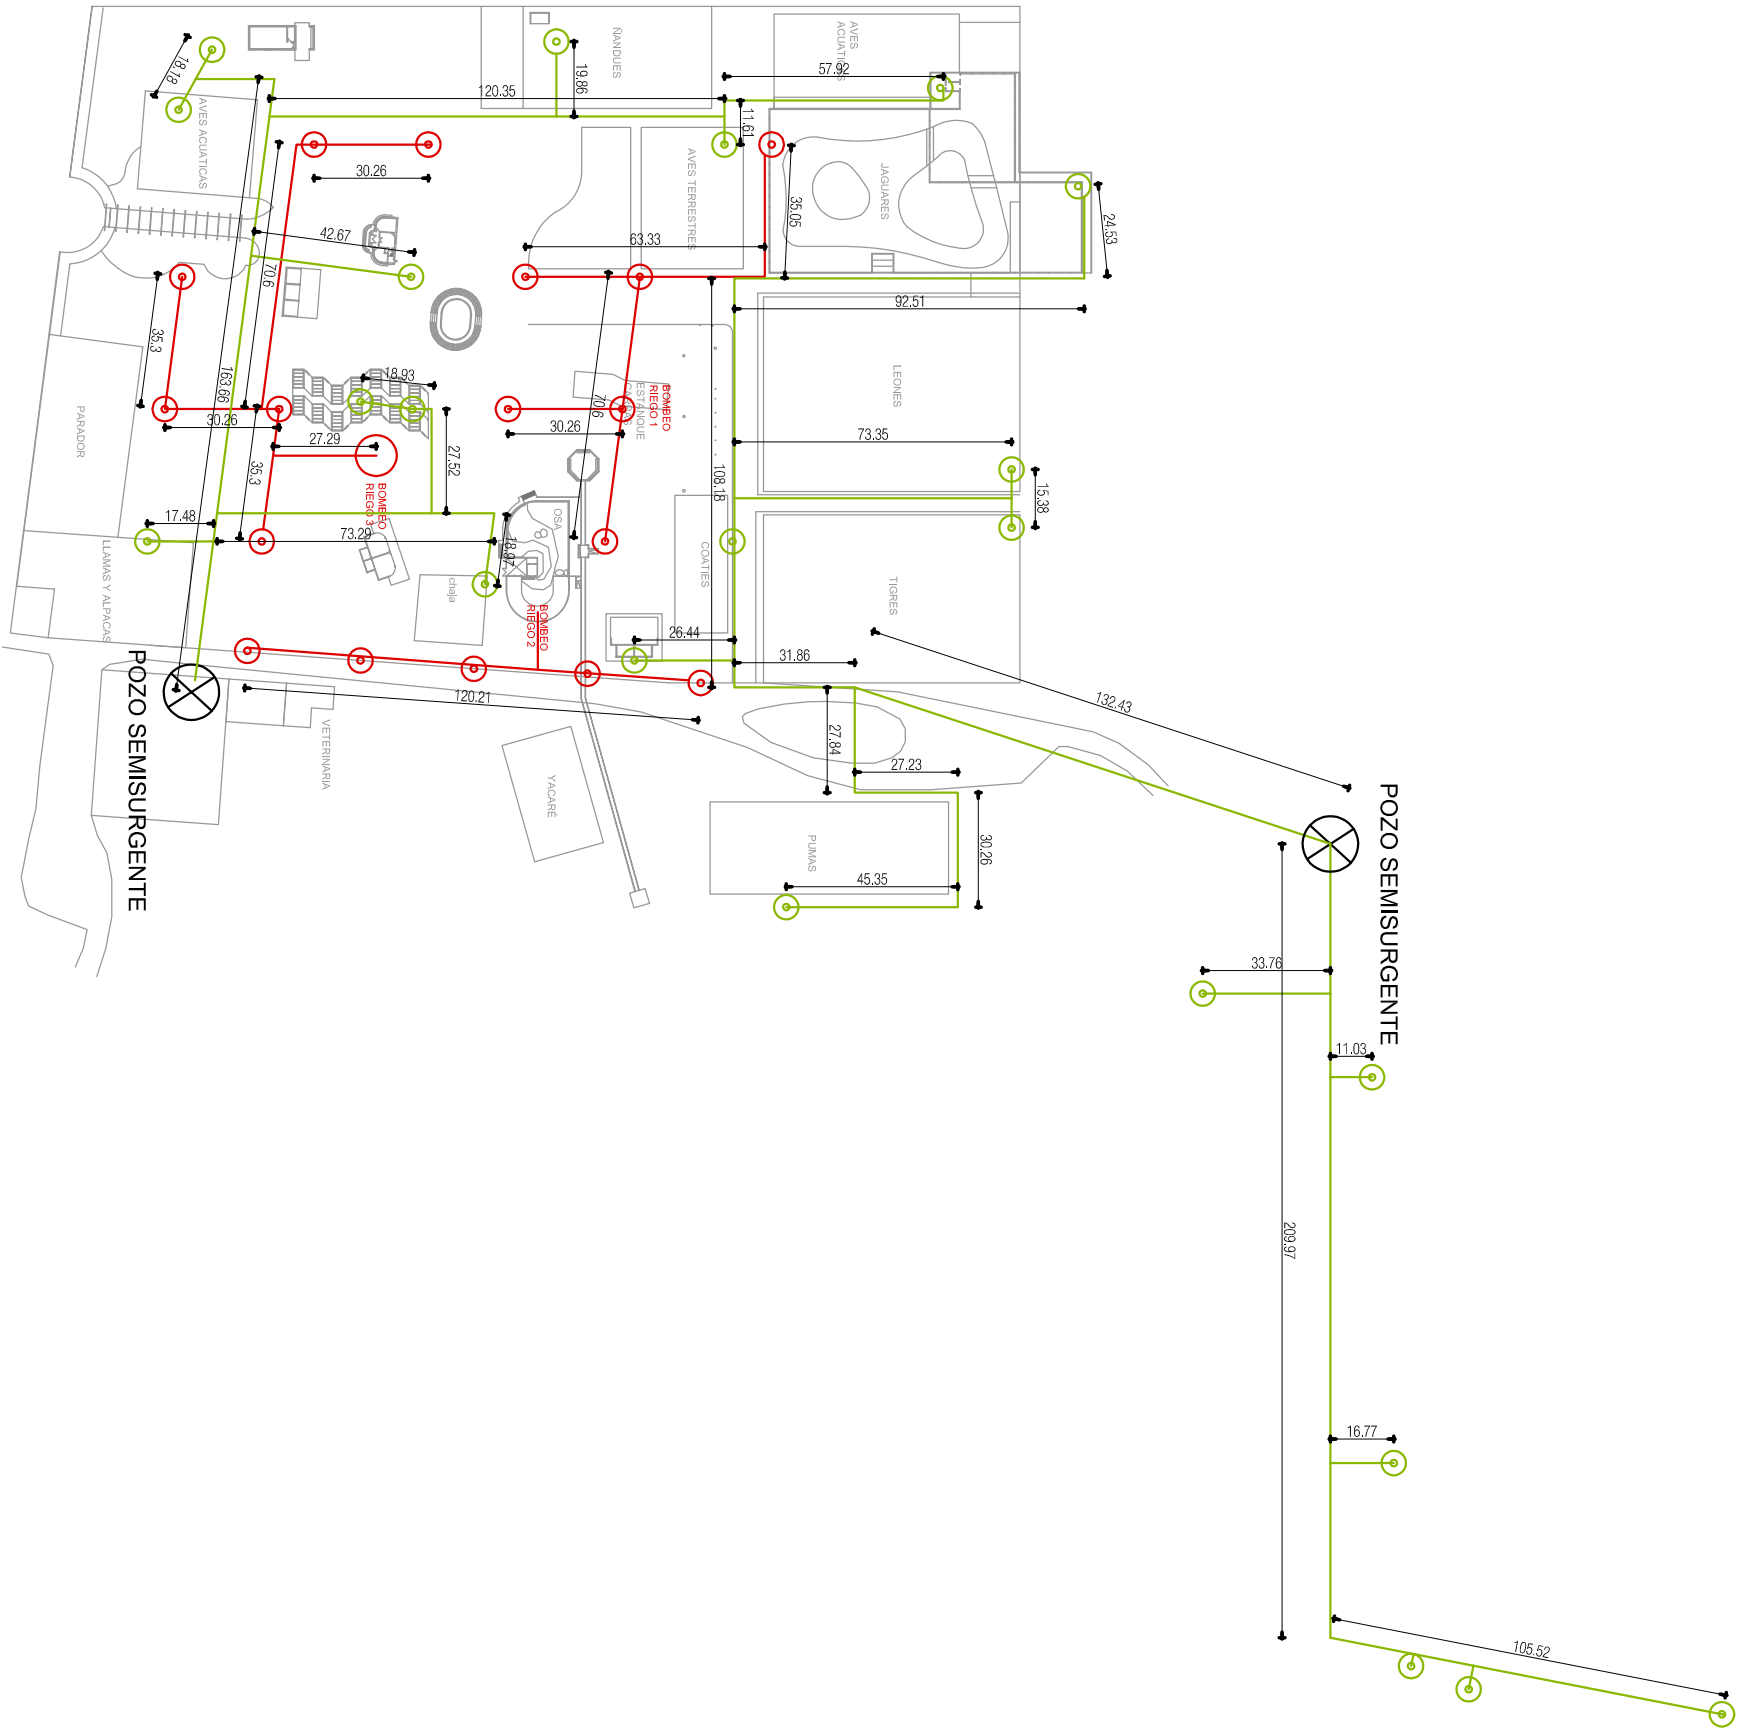 ÑANDUES
AVES
ACUATICAS
18.18
19.86
57.92
120.35
11.61
AVES ACUATICAS
AVES TERRESTRES
JAGUARES
30.26
35.05
24.53
42.67
63.33
70.6
92.51
35.3
163.66
18.93
BOMBEO
RIEGO 1
ESTANQUE
CARPAS
70.6
LEONES
PARADOR
30.26
27.29
30.26
73.35
35.3
27.52
108.18
15.38
BOMBEO
RIEGO 3
17.48
73.29
OSA
18.97
COATIES
TIGRES
LLAMAS Y ALPACAS
chaja
BOMBEO
RIEGO 2
26.44
31.86
132.43
POZO SEMISURGENTE
120.21
VETERINARIA
27.84
27.23
YACARÉ
PUMAS
30.26
45.35
POZO SEMISURGENTE
33.76
11.03
209.97
16.77
105.52